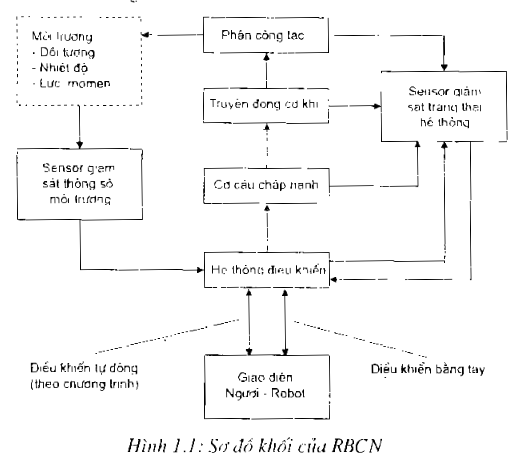 Môi trường
- Đối tượng
- Nhiệt độ
- Lực, momen
Phần công tác
Truyền động cơ khí
Sensor giám
sát trạng thái
hệ thống
Sensor giám
sát thông số
môi trường
Cơ cấu chấp hành
Hệ thống điều khiển
Điều khiển tự động
(theo chương trình)
Điều khiển bằng tay
Giao diện
Người - Robot
Hình 1.1: Sơ đồ khối của RBCN